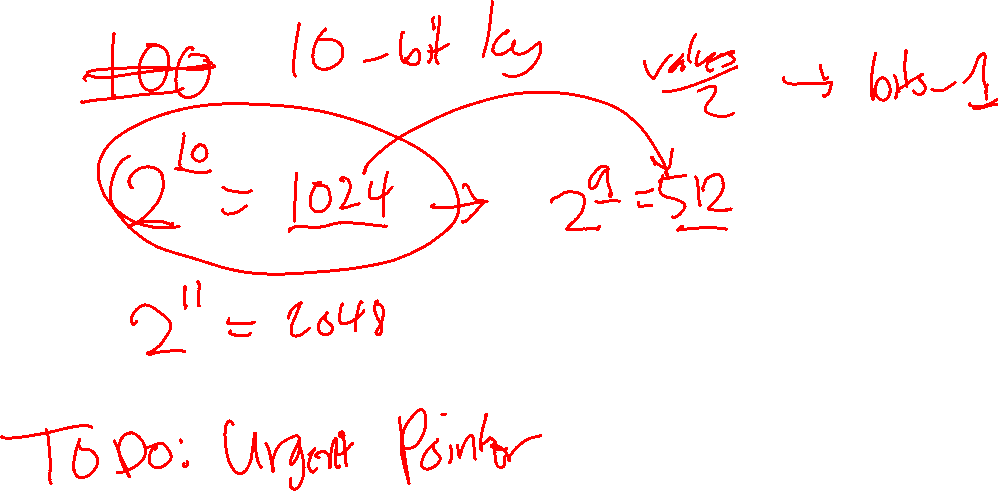 100 10-bit key values/2 → bits-1
2^10 = 1024 → 2^9 = 512
2^11 = 2048
TODO: Urgent Pointer